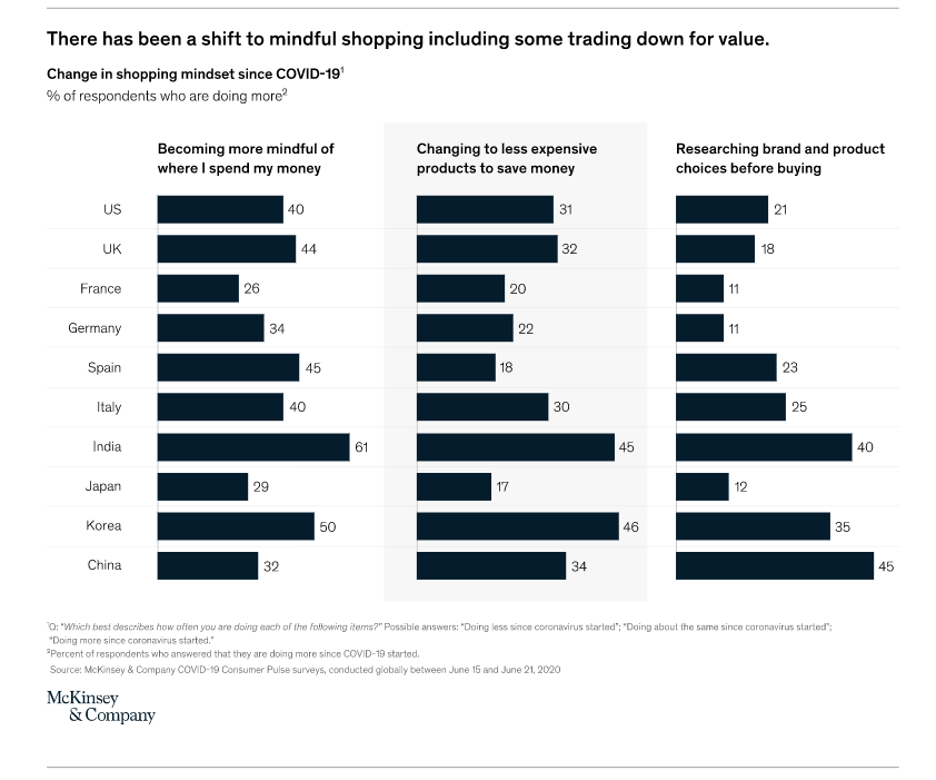 There has been a shift to mindful shopping including some trading down for value.
Change in shopping mindset since COVID-19¹
% of respondents who are doing more²
Becoming more mindful of
where I spend my money
Changing to less expensive
products to save money
Researching brand and product
choices before buying
US 40 31 21
UK 44 32 18
France 26 20 11
Germany 34 22 11
Spain 45 18 23
Italy 40 30 25
India 61 45 40
Japan 29 17 12
Korea 50 46 35
China 32 34 45
¹Q: “Which best describes how often you are doing each of the following items?” Possible answers: “Doing less since coronavirus started”; “Doing about the same since coronavirus started”;
“Doing more since coronavirus started.”
²Percent of respondents who answered that they are doing more since COVID-19 started.
Source: McKinsey & Company COVID-19 Consumer Pulse surveys, conducted globally between June 15 and June 21, 2020
McKinsey
& Company